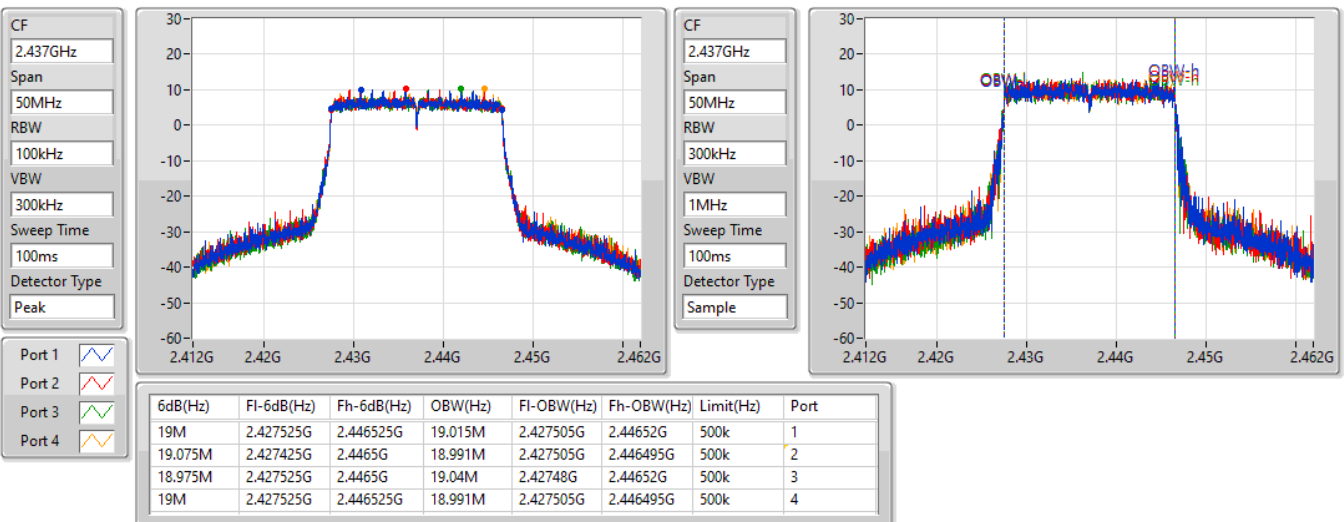 CF
2.437GHz
Span
50MHz
RBW
100kHz
VBW
300kHz
Sweep Time
100ms
Detector Type
Peak
30
20
10
0
-10
-20
-30
-40
-50
-60
2.412G 2.42G 2.43G 2.44G 2.45G 2.462G
CF
2.437GHz
Span
50MHz
RBW
300kHz
VBW
1MHz
Sweep Time
100ms
Detector Type
Sample
30
20
10
0
-10
-20
-30
-40
-50
-60
OBW-h
2.412G 2.42G 2.43G 2.44G 2.45G 2.462G
Port 1
Port 2
Port 3
Port 4
6dB(Hz) Fl-6dB(Hz) Fh-6dB(Hz) OBW(Hz) Fl-OBW(Hz) Fh-OBW(Hz) Limit(Hz) Port
19M 2.427525G 2.446525G 19.015M 2.427505G 2.44652G 500k 1
19.075M 2.427425G 2.4465G 18.991M 2.427505G 2.446495G 500k 2
18.975M 2.427525G 2.4465G 19.04M 2.42748G 2.44652G 500k 3
19M 2.427525G 2.446525G 18.991M 2.427505G 2.446495G 500k 4